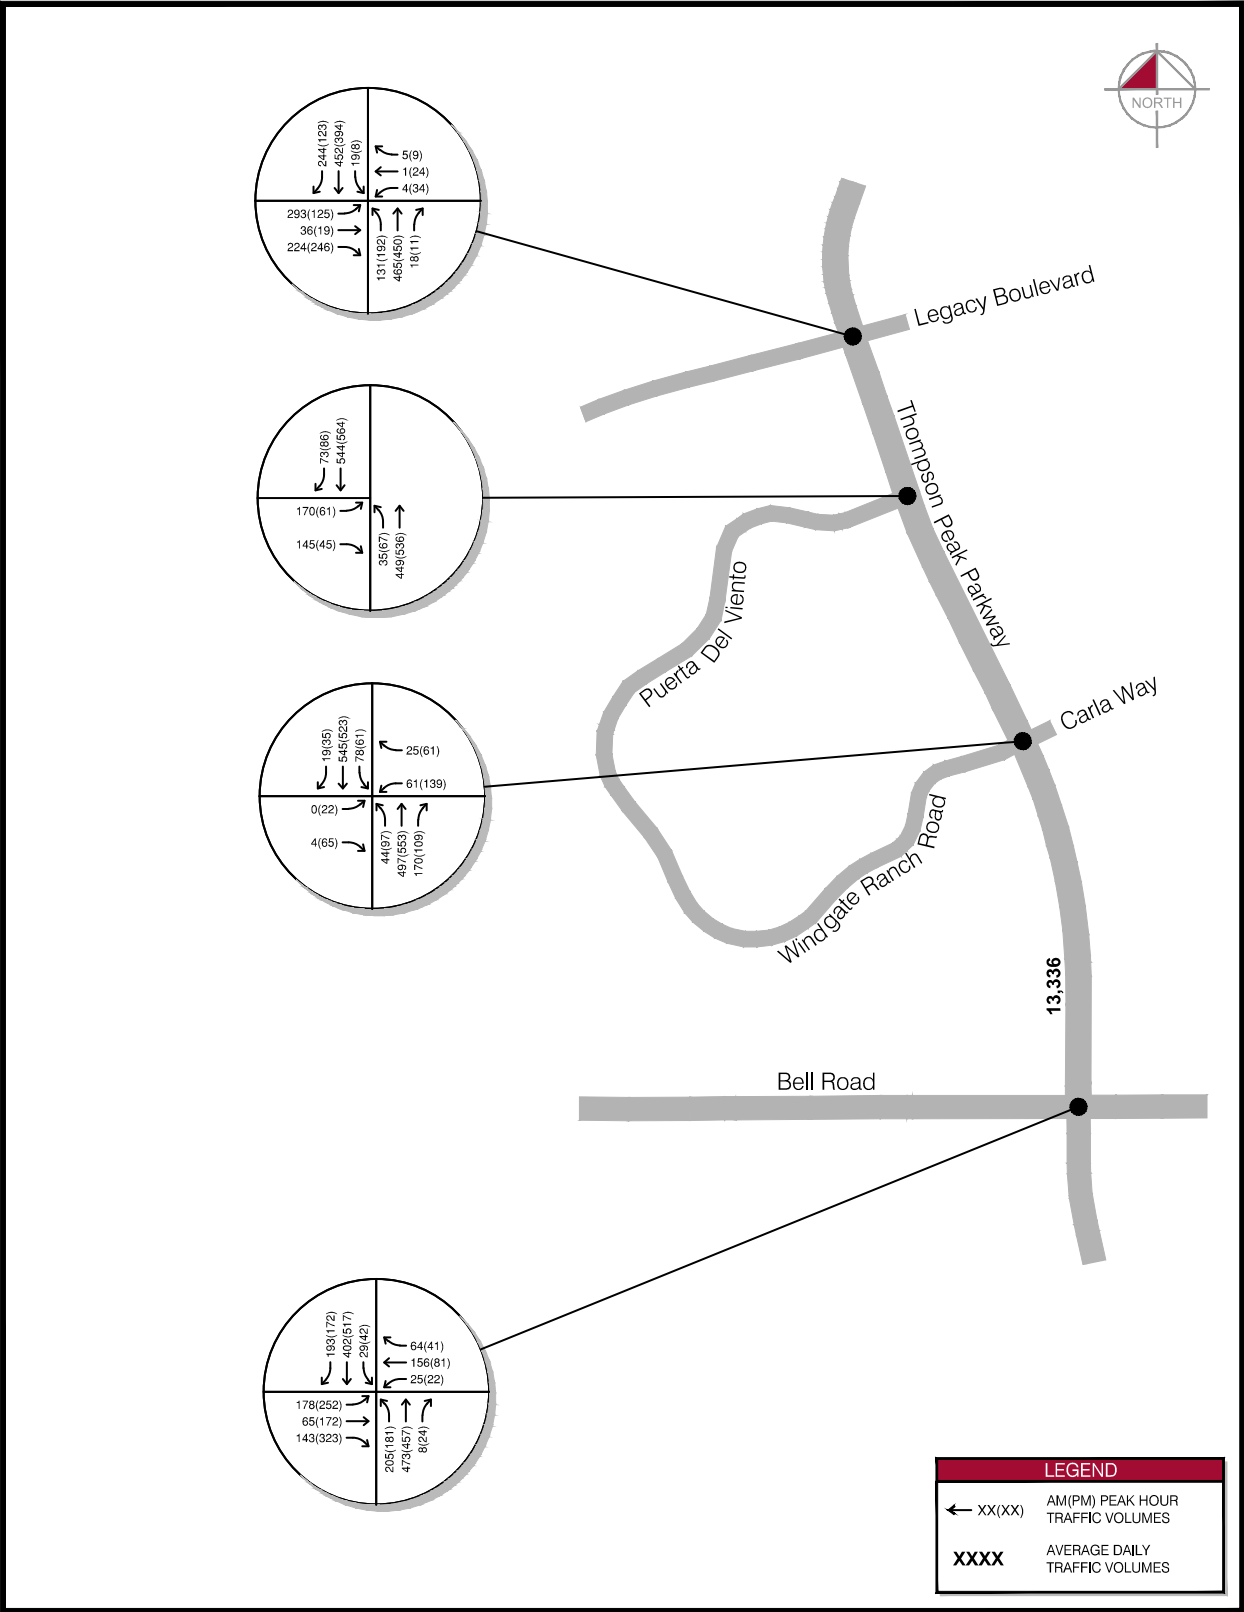 NORTH
244(123)
452(394)
19(8)
5(9)
1(24)
4(34)
293(125)
36(19)
224(246)
131(192)
465(450)
18(11)
Legacy Boulevard
Thompson Peak Parkway
73(86)
544(564)
170(61)
145(45)
35(67)
449(536)
Puerta Del Viento
19(35)
545(523)
78(61)
25(61)
61(139)
0(22)
4(65)
44(97)
497(553)
170(109)
Carla Way
Windgate Ranch Road
13,336
Bell Road
193(172)
402(517)
29(42)
64(41)
156(81)
25(22)
178(252)
65(172)
143(323)
205(181)
473(457)
8(24)
LEGEND
XX(XX)
AM(PM) PEAK HOUR
TRAFFIC VOLUMES
XXXX
AVERAGE DAILY
TRAFFIC VOLUMES